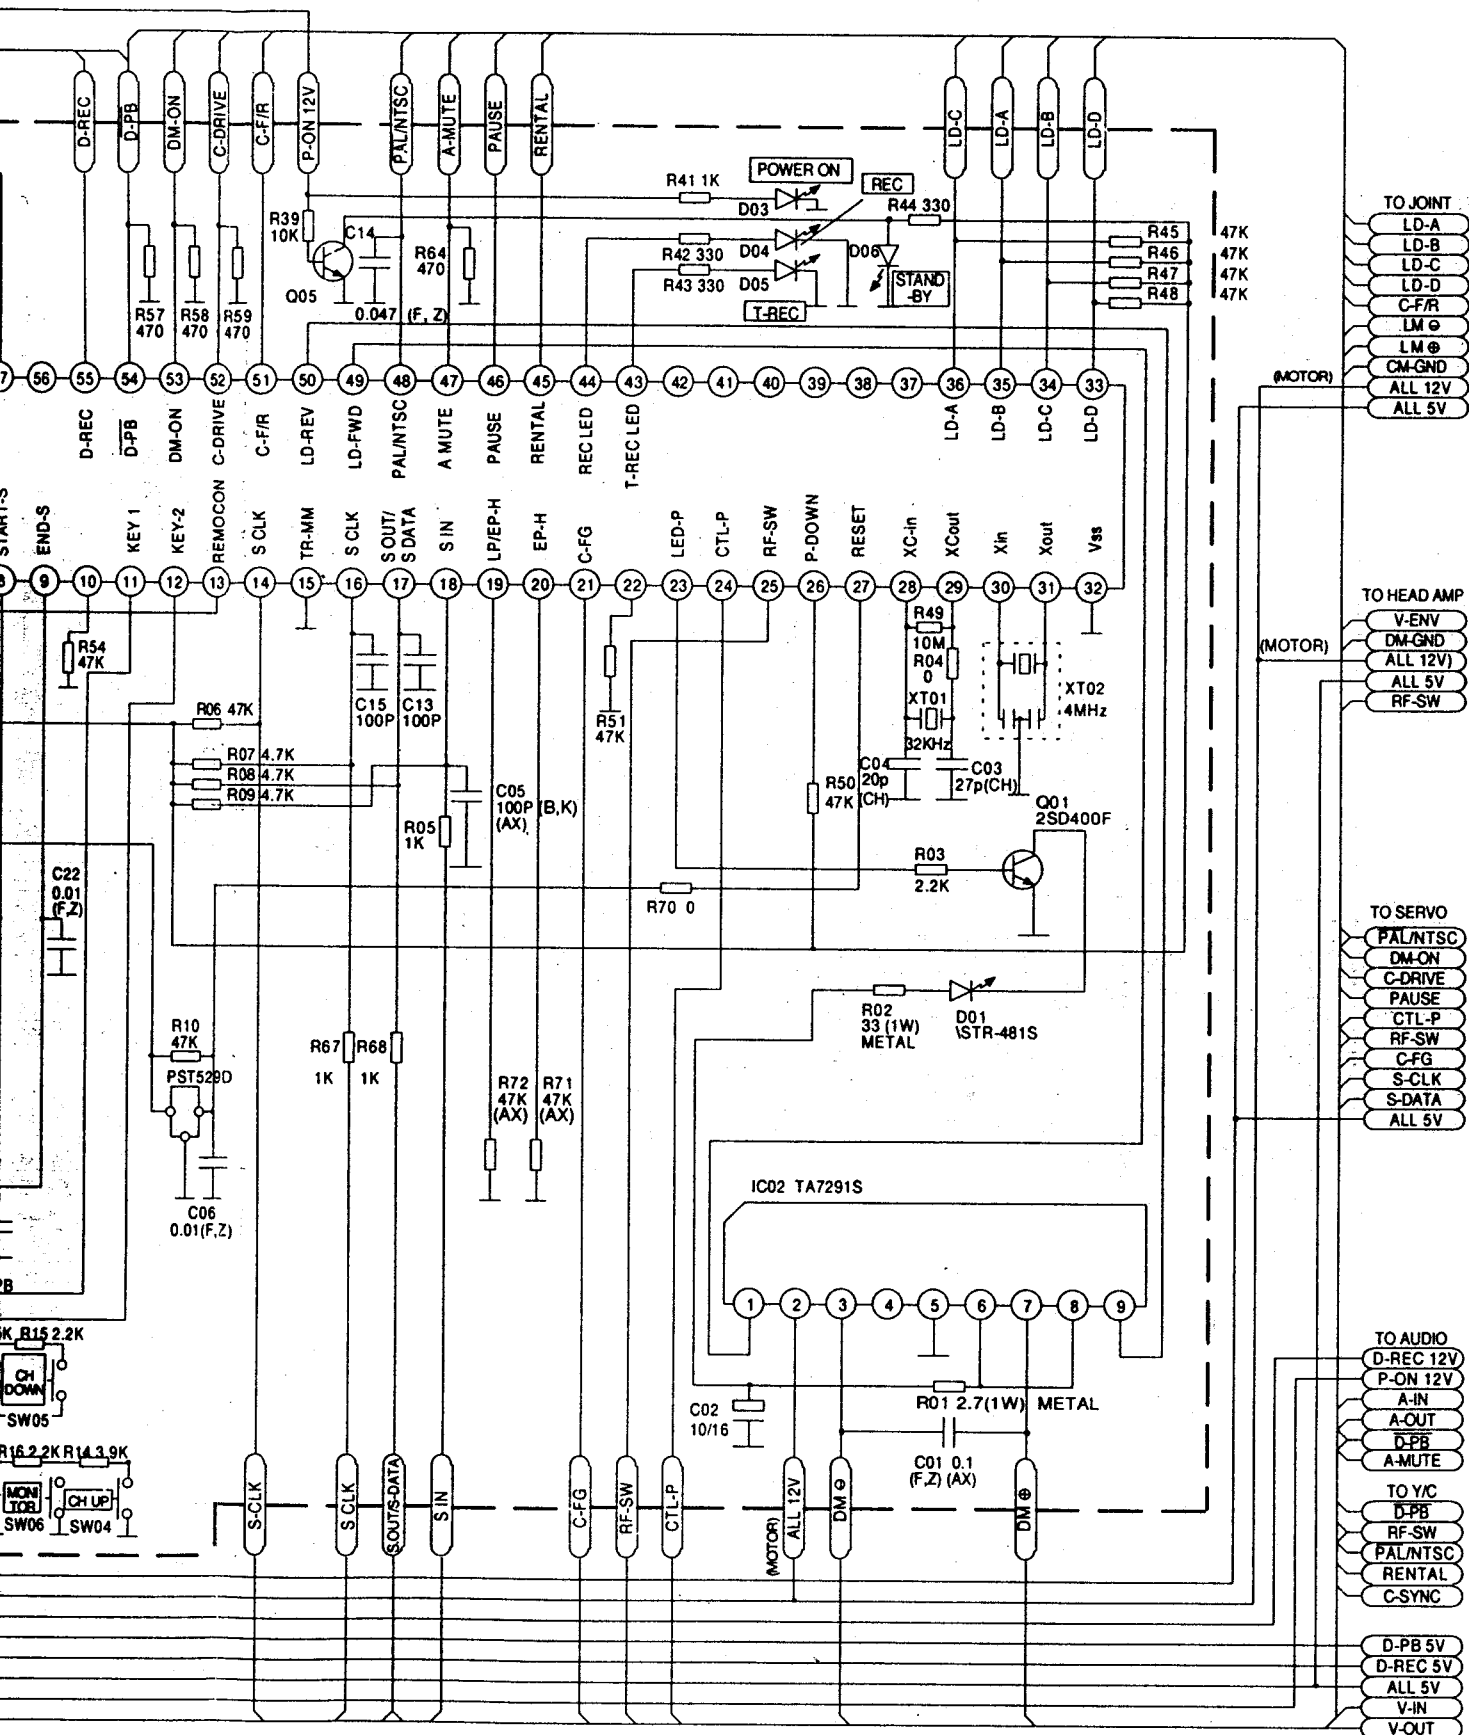 D-REC
D-PB
DM-ON
C-DRIVE
C-F/R
P-ON 12V
PAL/NTSC
A-MUTE
PAUSE
RENTAL
LD-C
LD-A
LD-B
LD-D
R39
10K
Q05
C14
0.047 (F, Z)
R64
470
R57
470
R58
470
R59
470
R41 1K
D03
POWER ON
REC
R42 330
D04
R43 330
D05
T-REC
R44 330
D06
STAND
-BY
R45 47K
R46 47K
R47 47K
R48 47K
7 56 55 54 53 52 51 50 49 48 47 46 45 44 43 42 41 40 39 38 37 36 35 34 33
D-REC
D-PB
DM-ON
C-DRIVE
C-F/R
LD-REV
LD-FWD
PAL/NTSC
A MUTE
PAUSE
RENTAL
REC LED
T-REC LED
LD-A
LD-B
LD-C
LD-D
START-S
END-S
KEY 1
KEY-2
REMOCON
S CLK
TR-MM
S CLK
S OUT/
S DATA
S IN
LP/EP-H
EP-H
C-FG
LED-P
CTL-P
RF-SW
P-DOWN
RESET
XC-in
XCout
Xin
Xout
Vss
8 9 10 11 12 13 14 15 16 17 18 19 20 21 22 23 24 25 26 27 28 29 30 31 32
R54
47K
R06 47K
R07 4.7K
R08 4.7K
R09 4.7K
C15
100P
C13
100P
R05
1K
C05
100P (B,K)
(AX)
R51
47K
R49
10M
R04
0
XT01
32KHz
C04
20p
(CH)
C03
27p(CH)
XT02
4MHz
R50
47K
Q01
2SD400F
R03
2.2K
R70 0
C22
0.01
(F,Z)
R02
33 (1W)
METAL
D01
\STR-481S
R10
47K
PST529D
C06
0.01(F,Z)
R67
1K
R68
1K
R72
47K
(AX)
R71
47K
(AX)
IC02 TA7291S
1 2 3 4 5 6 7 8 9
R01 2.7(1W) METAL
C02
10/16
C01 0.1
(F,Z) (AX)
PB
5K R15 2.2K
CH
DOWN
SW05
R16 2.2K R14 3.9K
MONI
TOR
SW06
CH UP
SW04
S-CLK
S CLK
S.OUT/S-DATA
S IN
C-FG
RF-SW
CTL-P
(MOTOR)
ALL 12V
DM ⊖
DM ⊕
TO JOINT
LD-A
LD-B
LD-C
LD-D
C-F/R
LM ⊖
LM ⊕
CM-GND
(MOTOR) ALL 12V
ALL 5V
TO HEAD AMP
V-ENV
DM-GND
(MOTOR) ALL 12V)
ALL 5V
RF-SW
TO SERVO
PAL/NTSC
DM-ON
C-DRIVE
PAUSE
CTL-P
RF-SW
C-FG
S-CLK
S-DATA
ALL 5V
TO AUDIO
D-REC 12V
P-ON 12V
A-IN
A-OUT
D-PB
A-MUTE
TO Y/C
D-PB
RF-SW
PAL/NTSC
RENTAL
C-SYNC
D-PB 5V
D-REC 5V
ALL 5V
V-IN
V-OUT